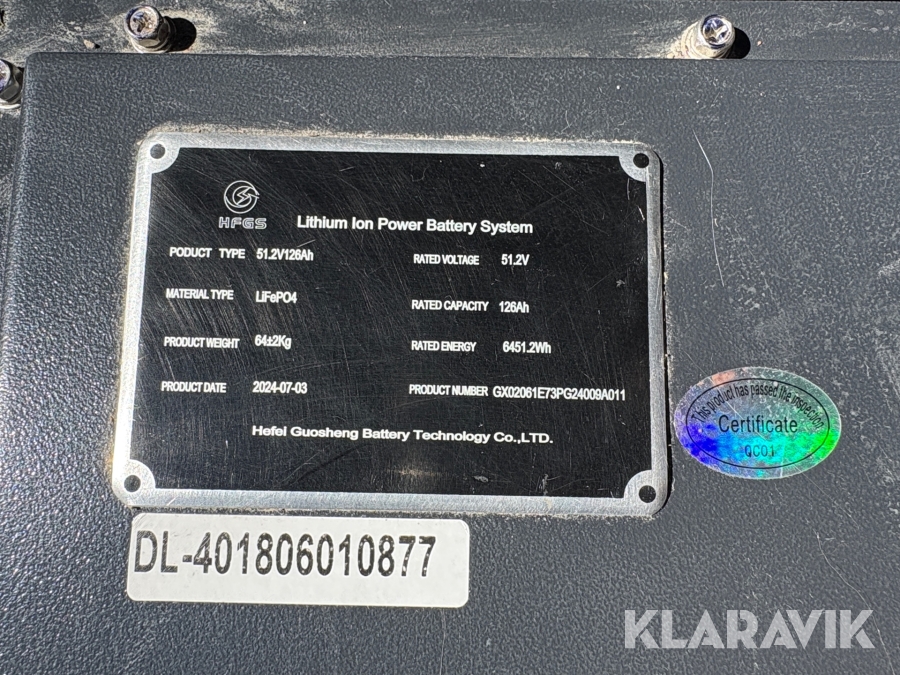 HFGS
Lithium Ion Power Battery System
PODUCT TYPE 51.2V126Ah
RATED VOLTAGE 51.2V
MATERIAL TYPE LiFePO4
RATED CAPACITY 126Ah
PRODUCT WEIGHT 64±2Kg
RATED ENERGY 6451.2Wh
PRODUCT DATE 2024-07-03
PRODUCT NUMBER GX02061E73PG24009A011
Hefei Guosheng Battery Technology Co.,LTD.
This product has passed the inspection
Certificate
QC01
DL-401806010877
KLARAVIK